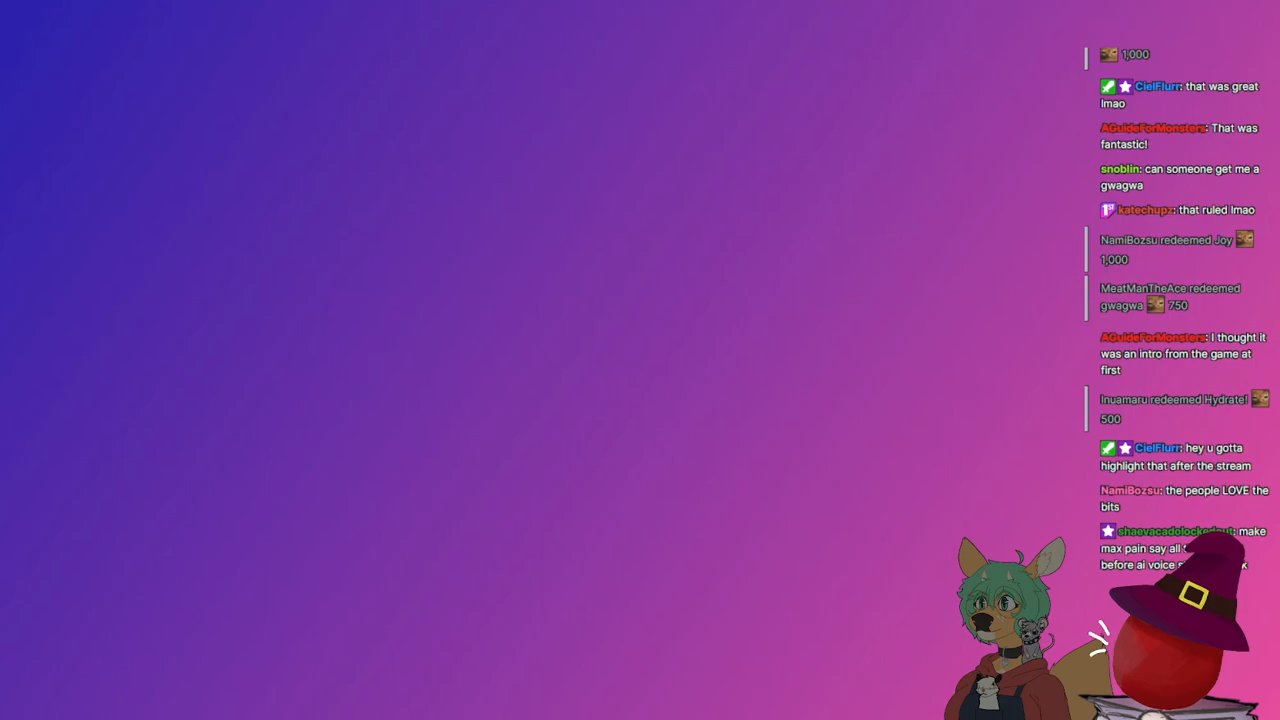 1,000
CielFlurr: that was great
lmao
AGuideForMonsters: That was
fantastic!
snoblin: can someone get me a
gwagwa
katechupz: that ruled lmao
NamiBozsu redeemed Joy
1,000
MeatManTheAce redeemed
gwagwa 750
AGuideForMonsters: I thought it
was an intro from the game at
first
Inuamaru redeemed Hydrate!
500
CielFlurr: hey u gotta
highlight that after the stream
NamiBozsu: the people LOVE the
bits
shaevacadolockedout: make
max pain say all
before ai voice